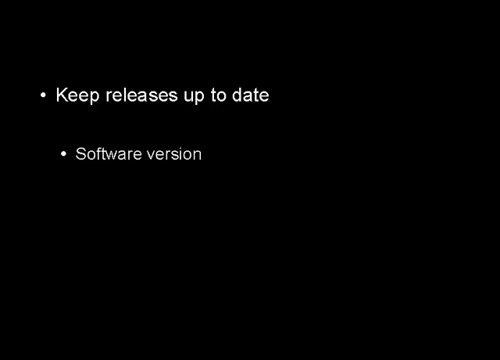 • Keep releases up to date
• Software version